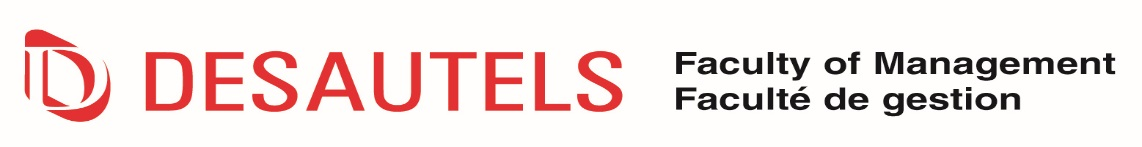 DESAUTELS
Faculty of Management
Faculté de gestion